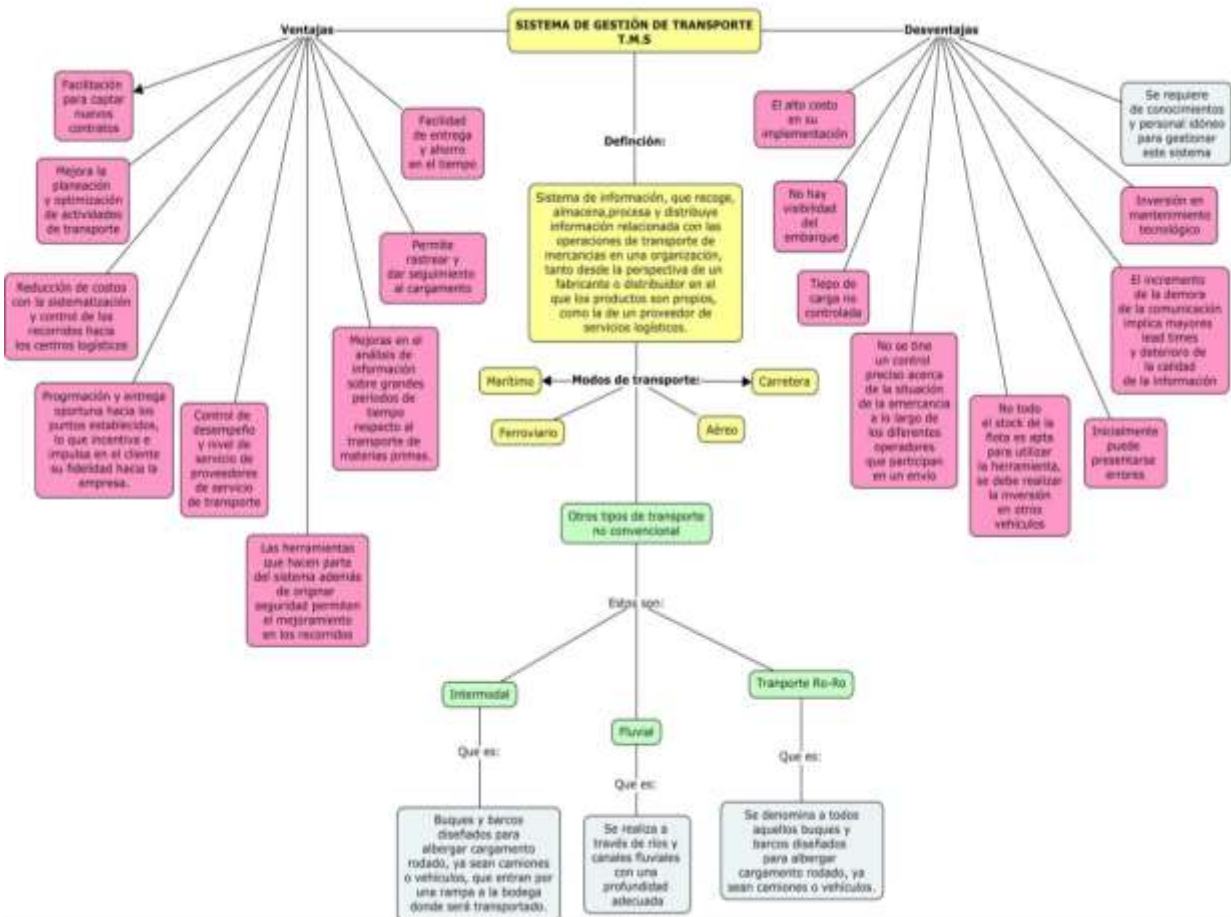 SISTEMA DE GESTIÓN DE TRANSPORTE
T.M.S
Ventajas
Facilitación
para captar
nuevos
contratos
Mejora la
planeación
y optimización
de actividades
de transporte
Reducción de costos
con la sistematización
y control de los
recorridos hacia
los centros logísticos
Progrmación y entrega
oportuna hacia los
puntos establecidos,
lo que incentiva e
impulsa en el cliente
su fidelidad hacia la
empresa.
Control de
desempeño
y nivel de
servicio de
proveedores
de servicio
de transporte
Las herramientas
que hacen parte
del sistema además
de originar
seguridad permiten
el mejoramiento
en los recorridos
Mejoras en el
análisis de
información
sobre grandes
periodos de
tiempo
respecto al
transporte de
materias primas.
Permite
rastrear y
dar seguimiento
al cargamento
Facilidad
de entrega
y ahorro
en el tiempo
Definción:
Sistema de información, que recoge,
almacena,procesa y distribuye
información relacionada con las
operaciones de transporte de
mercancias en una organización,
tanto desde la perspectiva de un
fabricante o distribuidor en el
que los productos son propios,
como la de un proveedor de
servicios logísticos.
Modos de transporte:
Marítimo
Carretera
Ferroviario
Aéreo
Otros tipos de transporte
no convencional
Estos son:
Intermodal
Que es:
Buques y barcos
diseñados para
albergar cargamento
rodado, ya sean camiones
o vehículos, que entran por
una rampa a la bodega
donde será transportado.
Fluvial
Que es:
Se realiza a
través de ríos y
canales fluviales
con una
profundidad
adecuada
Tranporte Ro-Ro
Que es:
Se denomina a todos
aquellos buques y
barcos diseñados
para albergar
cargamento rodado, ya
sean camiones o vehículos.
Desventajas
El alto costo
en su
implementación
No hay
visibilidad
del
embarque
Tiepo de
carga no
controlada
No se tine
un control
preciso acerca
de la situación
de la amercancia
a lo largo de
los diferentes
operadores
que participan
en un envío
No todo
el stock de la
flota es apta
para utilizar
la herramienta,
se debe realizar
la inversión
en otros
vehículos
Inicialmente
puede
presentarse
errores
El incremento
de la demora
de la comunicación
implica mayores
lead times
y deterioro de
la calidad
de la información
Inversión en
mantenimiento
tecnológico
Se requiere
de conocimientos
y personal idóneo
para gestionar
este sistema